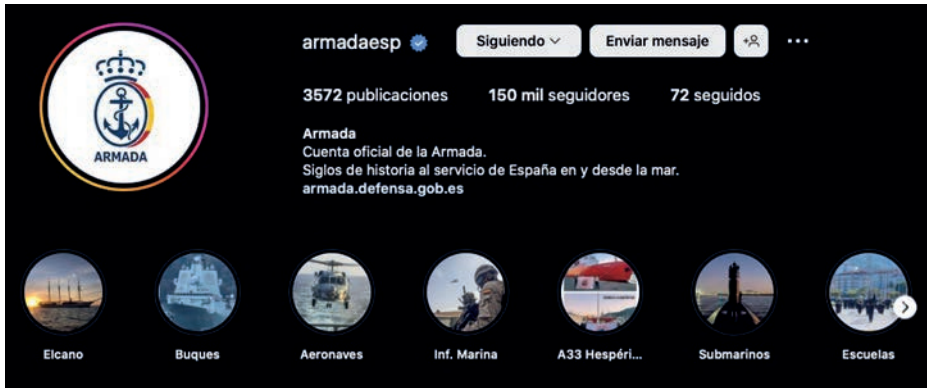 armadaesp Siguiendo Enviar mensaje
3572 publicaciones 150 mil seguidores 72 seguidos
ARMADA
Armada
Cuenta oficial de la Armada.
Siglos de historia al servicio de España en y desde la mar.
armada.defensa.gob.es
Elcano Buques Aeronaves Inf. Marina A33 Hespéri... Submarinos Escuelas